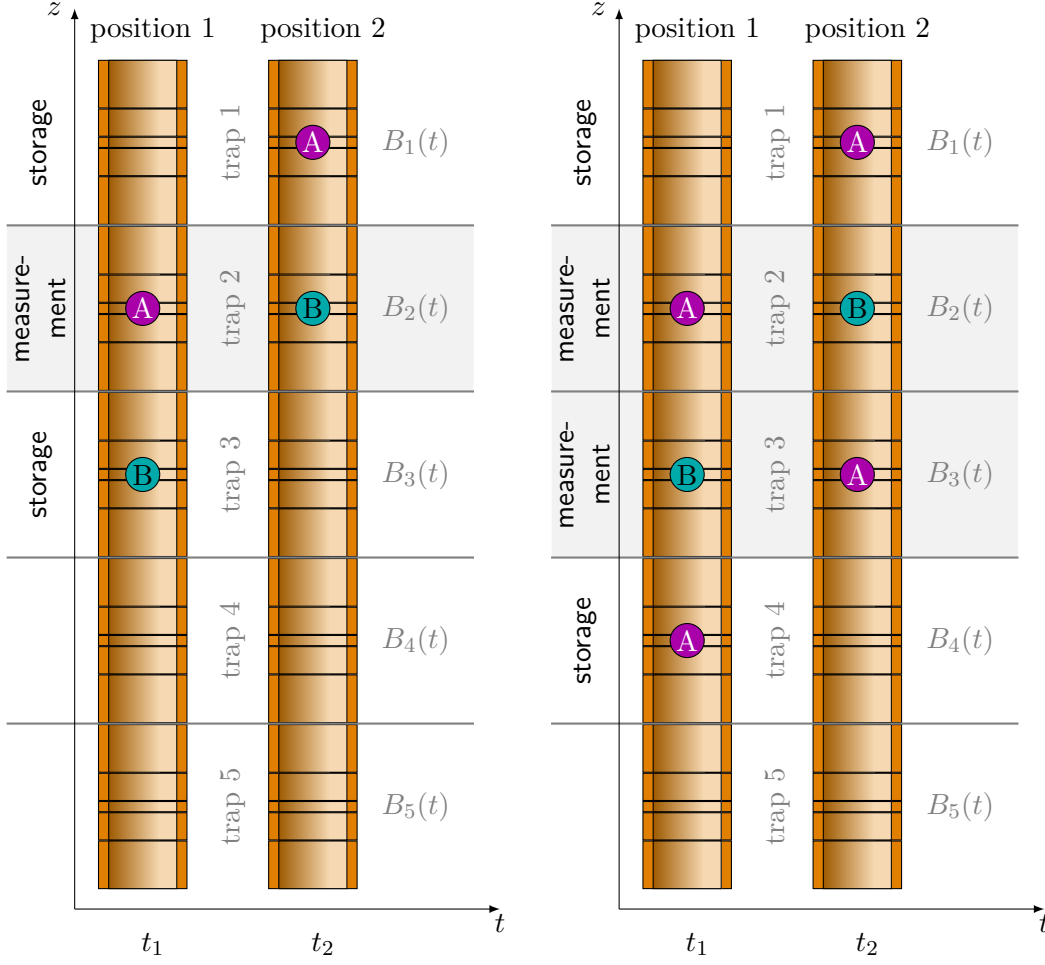 z
position 1
position 2
storage
trap 1
A
B₁(t)
measure-
ment
A
trap 2
B
B₂(t)
storage
B
trap 3
B₃(t)
trap 4
B₄(t)
trap 5
B₅(t)
t
t₁
t₂
z
position 1
position 2
storage
trap 1
A
B₁(t)
measure-
ment
A
trap 2
B
B₂(t)
measure-
ment
B
trap 3
A
B₃(t)
storage
A
trap 4
B₄(t)
trap 5
B₅(t)
t
t₁
t₂